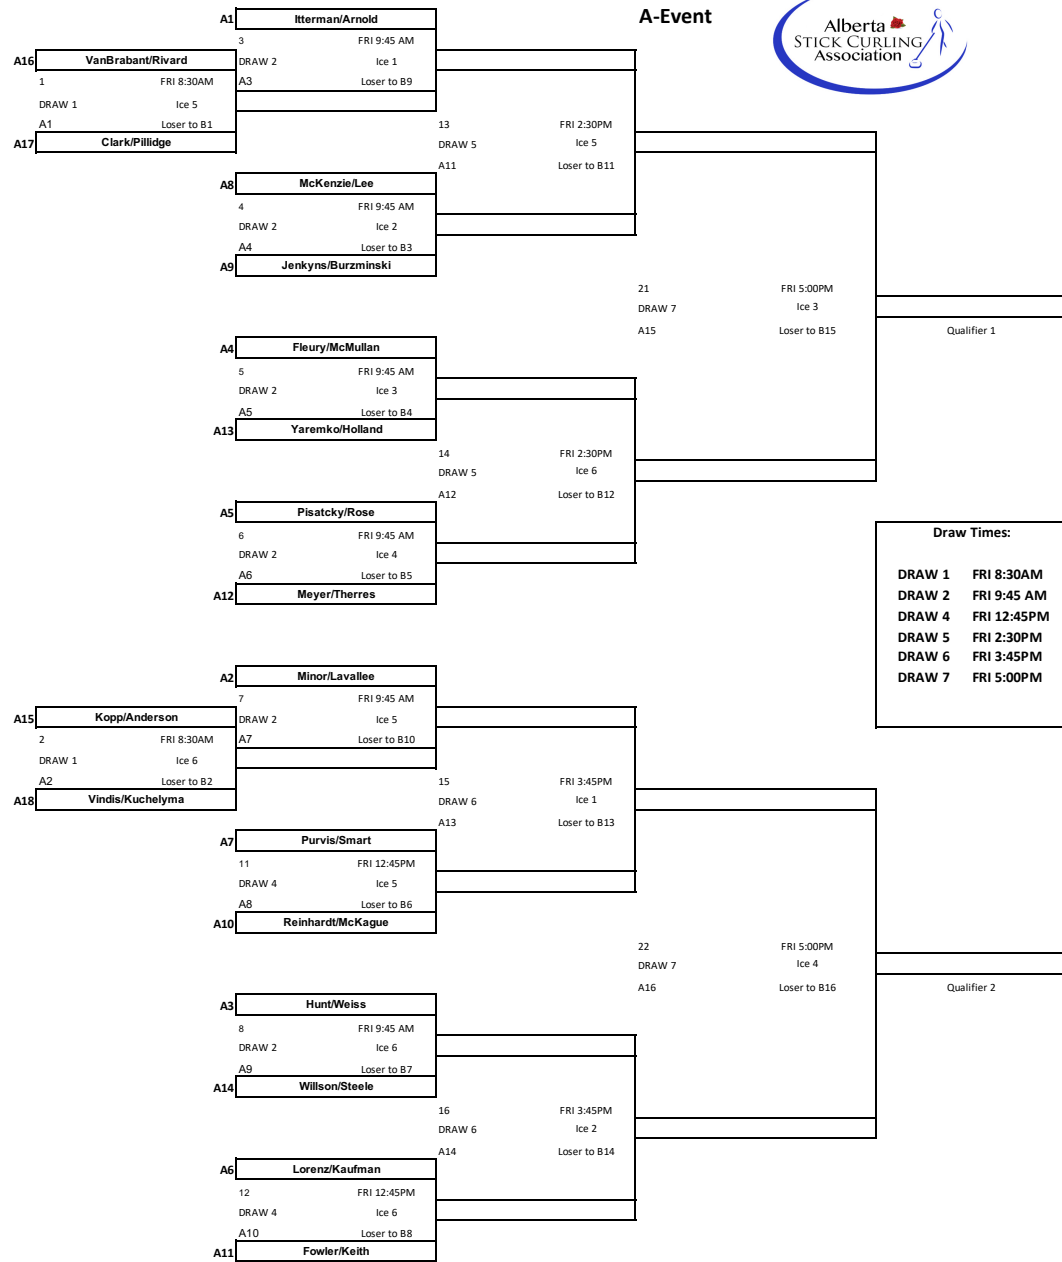 A-Event
Alberta
STICK CURLING
Association
A1 Itterman/Arnold
3 FRI 9:45 AM
DRAW 2 Ice 1
A3 Loser to B9
A16 VanBrabant/Rivard
1 FRI 8:30AM
DRAW 1 Ice 5
A1 Loser to B1
A17 Clark/Pillidge
13 FRI 2:30PM
DRAW 5 Ice 5
A11 Loser to B11
A8 McKenzie/Lee
4 FRI 9:45 AM
DRAW 2 Ice 2
A4 Loser to B3
A9 Jenkyns/Burzminski
21 FRI 5:00PM
DRAW 7 Ice 3
A15 Loser to B15
Qualifier 1
A4 Fleury/McMullan
5 FRI 9:45 AM
DRAW 2 Ice 3
A5 Loser to B4
A13 Yaremko/Holland
14 FRI 2:30PM
DRAW 5 Ice 6
A12 Loser to B12
A5 Pisatcky/Rose
6 FRI 9:45 AM
DRAW 2 Ice 4
A6 Loser to B5
A12 Meyer/Therres
Draw Times:
DRAW 1 FRI 8:30AM
DRAW 2 FRI 9:45 AM
DRAW 4 FRI 12:45PM
DRAW 5 FRI 2:30PM
DRAW 6 FRI 3:45PM
DRAW 7 FRI 5:00PM
A2 Minor/Lavallee
7 FRI 9:45 AM
DRAW 2 Ice 5
A7 Loser to B10
A15 Kopp/Anderson
2 FRI 8:30AM
DRAW 1 Ice 6
A2 Loser to B2
A18 Vindis/Kuchelyma
15 FRI 3:45PM
DRAW 6 Ice 1
A13 Loser to B13
A7 Purvis/Smart
11 FRI 12:45PM
DRAW 4 Ice 5
A8 Loser to B6
A10 Reinhardt/McKague
22 FRI 5:00PM
DRAW 7 Ice 4
A16 Loser to B16
Qualifier 2
A3 Hunt/Weiss
8 FRI 9:45 AM
DRAW 2 Ice 6
A9 Loser to B7
A14 Willson/Steele
16 FRI 3:45PM
DRAW 6 Ice 2
A14 Loser to B14
A6 Lorenz/Kaufman
12 FRI 12:45PM
DRAW 4 Ice 6
A10 Loser to B8
A11 Fowler/Keith